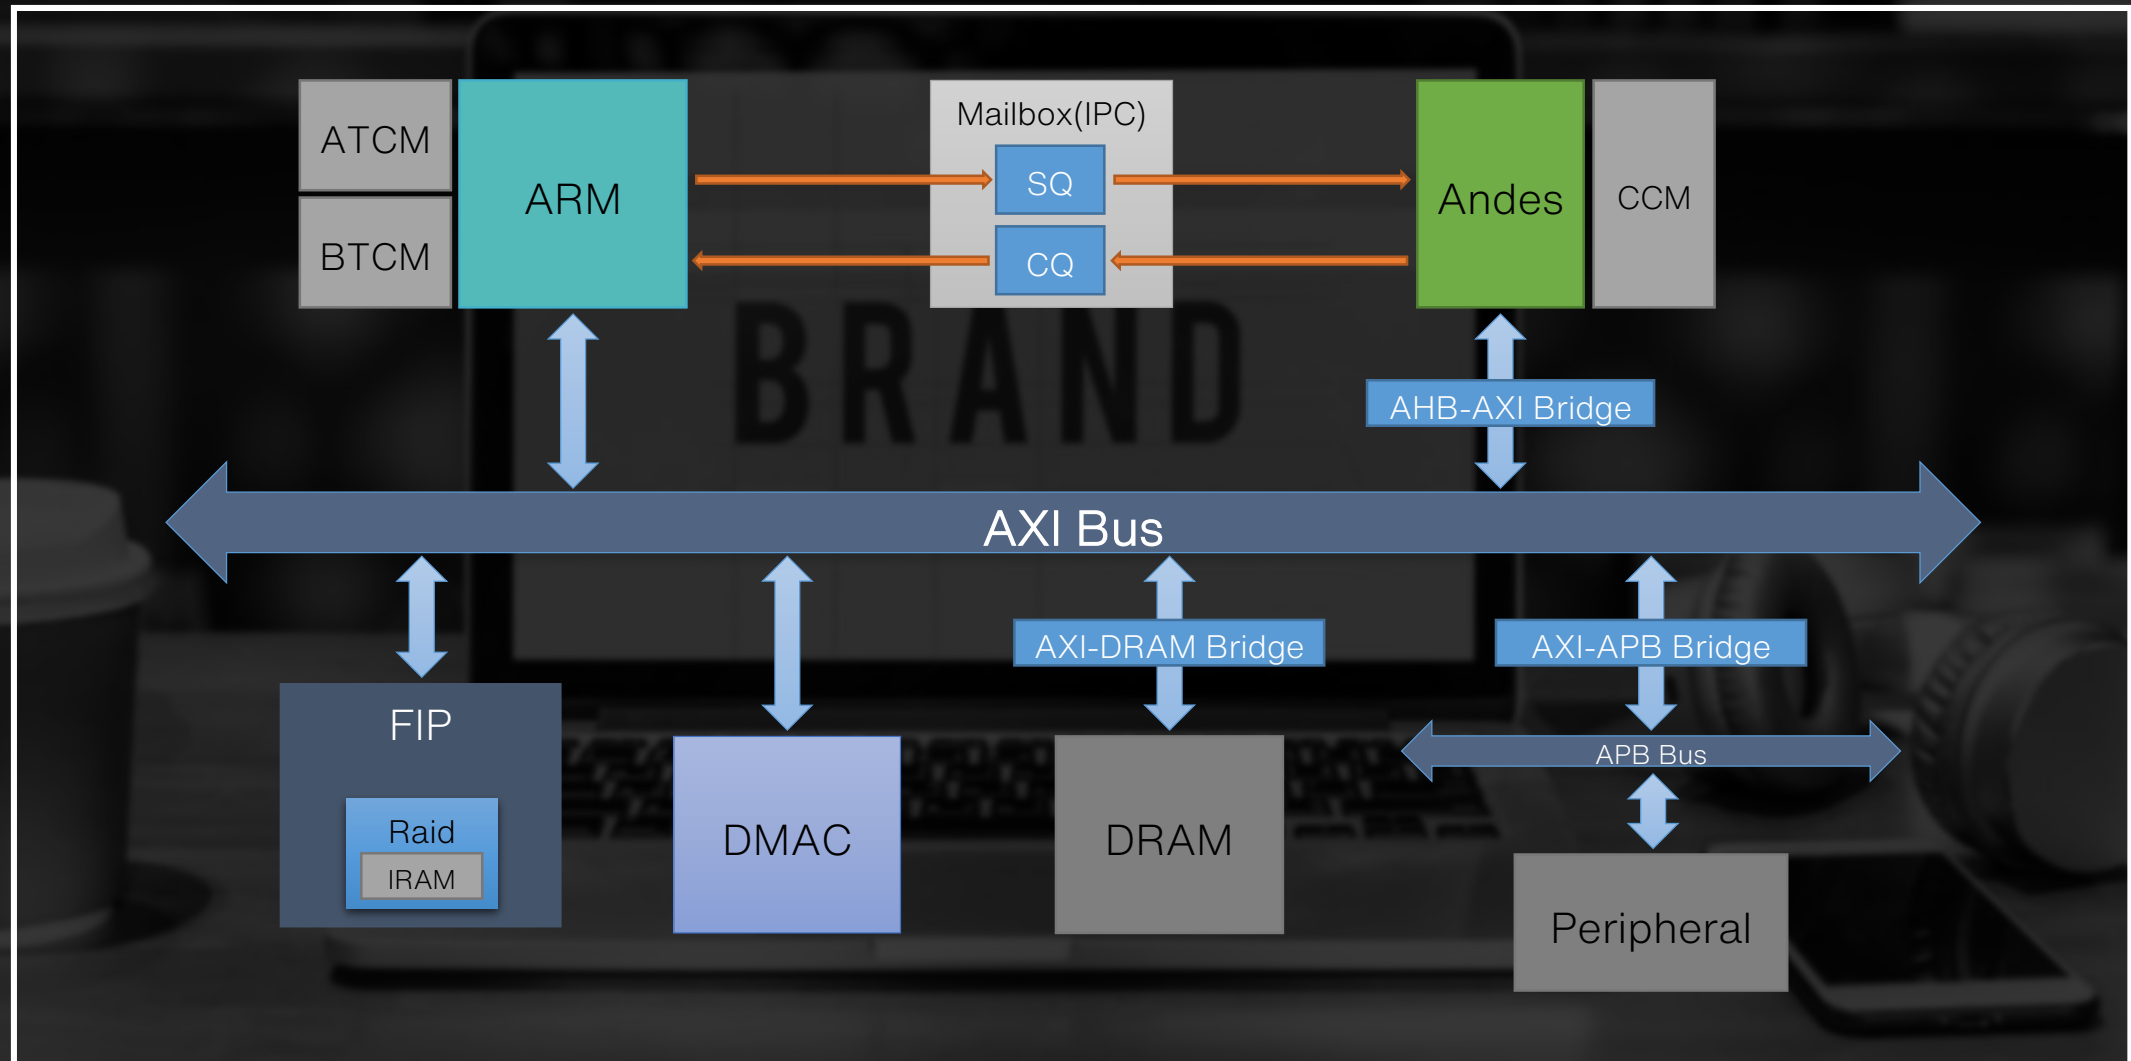 ATCM
BTCM
ARM
Mailbox(IPC)
SQ
CQ
Andes
CCM
BRAND
AHB-AXI Bridge
AXI Bus
AXI-DRAM Bridge
AXI-APB Bridge
FIP
Raid
IRAM
DMAC
DRAM
APB Bus
Peripheral